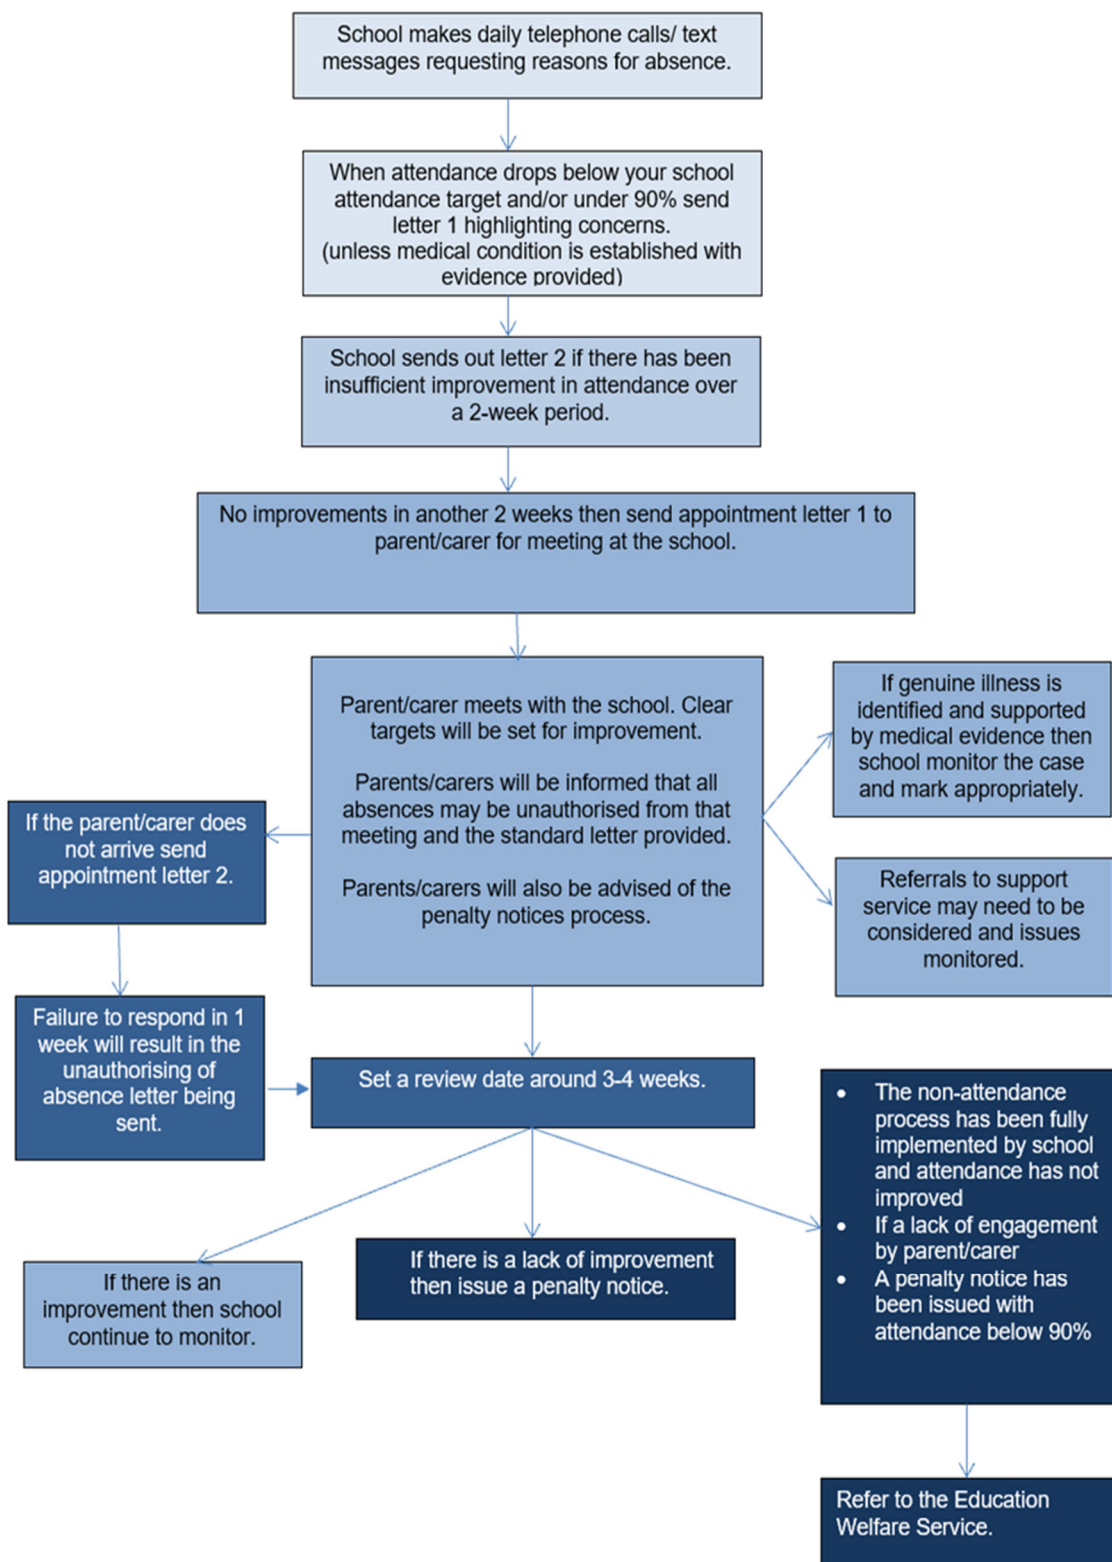 School makes daily telephone calls/ text
messages requesting reasons for absence.
When attendance drops below your school
attendance target and/or under 90% send
letter 1 highlighting concerns.
(unless medical condition is established with
evidence provided)
School sends out letter 2 if there has been
insufficient improvement in attendance over
a 2-week period.
No improvements in another 2 weeks then send appointment letter 1 to
parent/carer for meeting at the school.
Parent/carer meets with the school. Clear
targets will be set for improvement.
Parents/carers will be informed that all
absences may be unauthorised from that
meeting and the standard letter provided.
Parents/carers will also be advised of the
penalty notices process.
If genuine illness is
identified and supported
by medical evidence then
school monitor the case
and mark appropriately.
Referrals to support
service may need to be
considered and issues
monitored.
If the parent/carer does
not arrive send
appointment letter 2.
Failure to respond in 1
week will result in the
unauthorising of
absence letter being
sent.
Set a review date around 3-4 weeks.
If there is an
improvement then school
continue to monitor.
If there is a lack of improvement
then issue a penalty notice.
• The non-attendance
process has been fully
implemented by school
and attendance has not
improved
• If a lack of engagement
by parent/carer
• A penalty notice has
been issued with
attendance below 90%
Refer to the Education
Welfare Service.